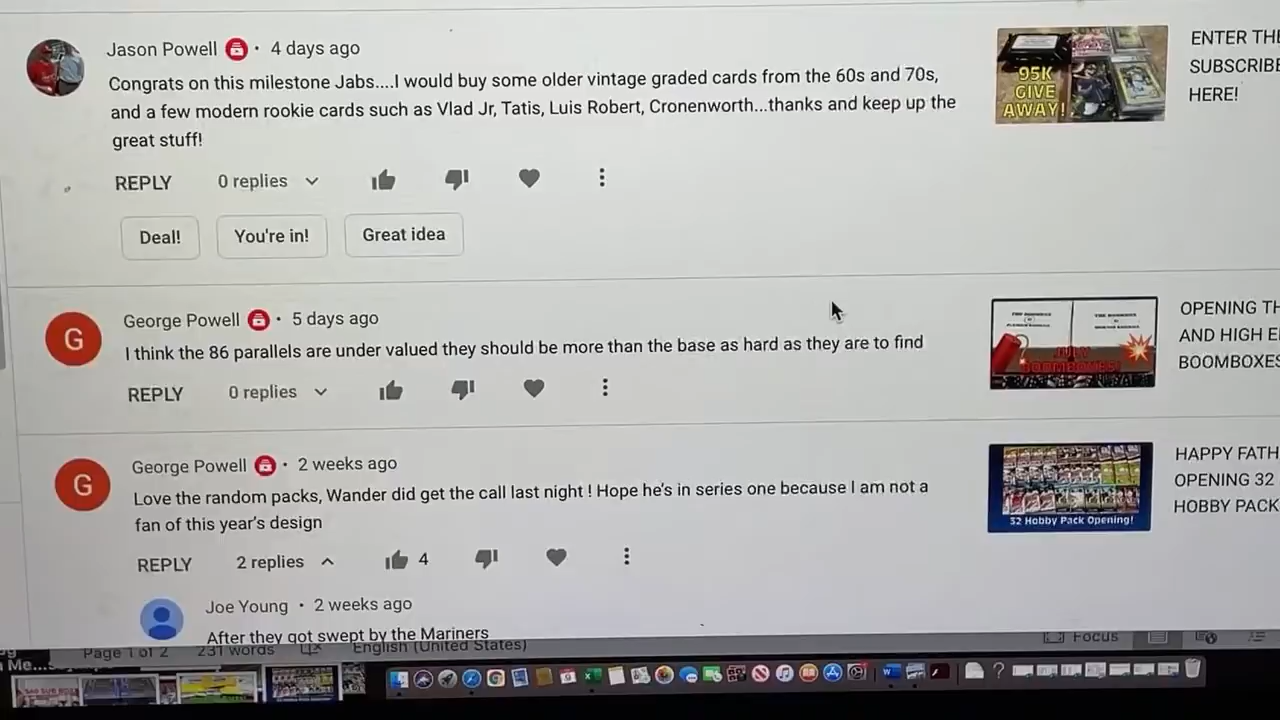 Jason Powell • 4 days ago
Congrats on this milestone Jabs....I would buy some older vintage graded cards from the 60s and 70s,
and a few modern rookie cards such as Vlad Jr, Tatis, Luis Robert, Cronenworth...thanks and keep up the
great stuff!
REPLY 0 replies
Deal! You're in! Great idea
95K
GIVE
AWAY!
ENTER THE
SUBSCRIBE
HERE!
G
George Powell • 5 days ago
I think the 86 parallels are under valued they should be more than the base as hard as they are to find
REPLY 0 replies
JULY
BOOMBOXES!
OPENING TH
AND HIGH E
BOOMBOXES
G
George Powell • 2 weeks ago
Love the random packs, Wander did get the call last night ! Hope he's in series one because I am not a
fan of this year's design
REPLY 2 replies 4
32 Hobby Pack Opening!
HAPPY FATH
OPENING 32
HOBBY PACK
Joe Young • 2 weeks ago
After they got swept by the Mariners
Page 1 of 2 231 words English (United States) Focus
Me...